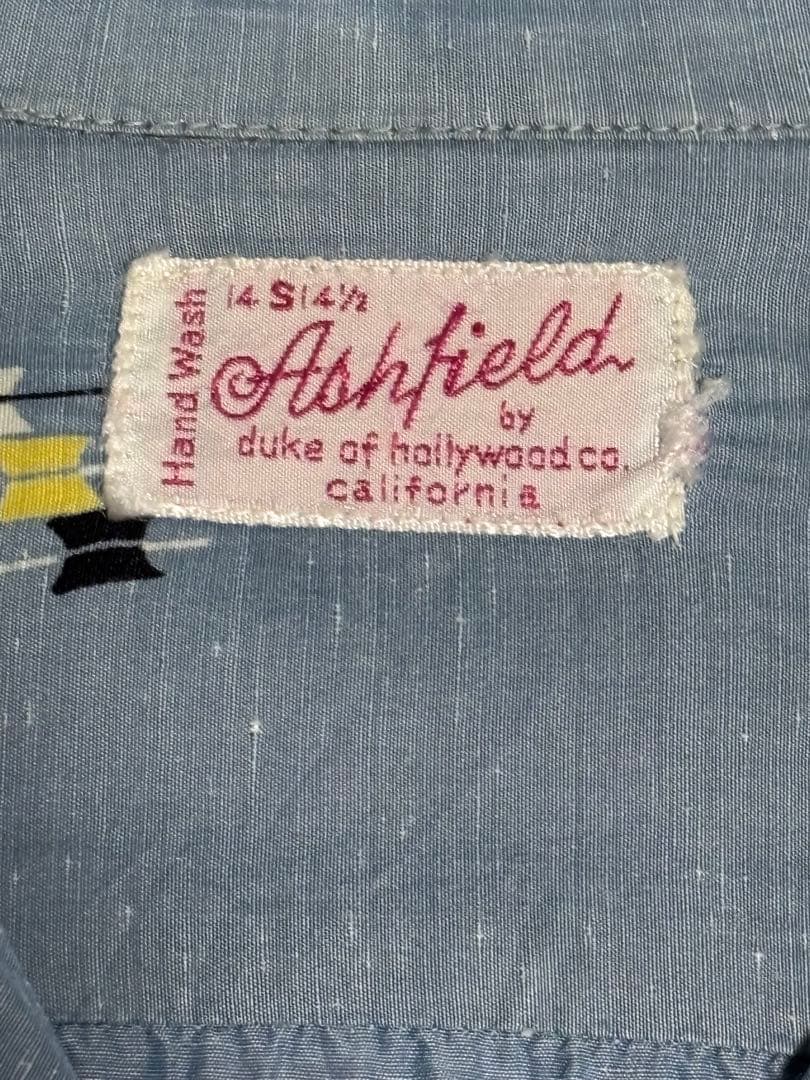 Hand Wash
14 S 14½
Ashfield
by
duke of hollywood co.
california